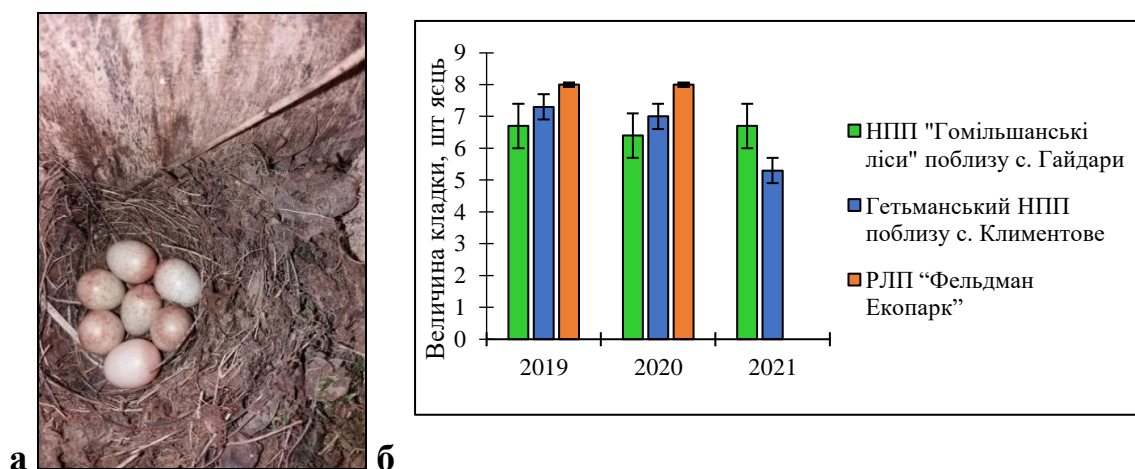 а
б
Величина кладки, шт яєць
9
8
7
6
5
4
3
2
1
0
2019 2020 2021
НПП "Гомільшанські
ліси" поблизу с. Гайдари
Гетьманський НПП
поблизу с. Климентове
РЛП “Фельдман
Екопарк”